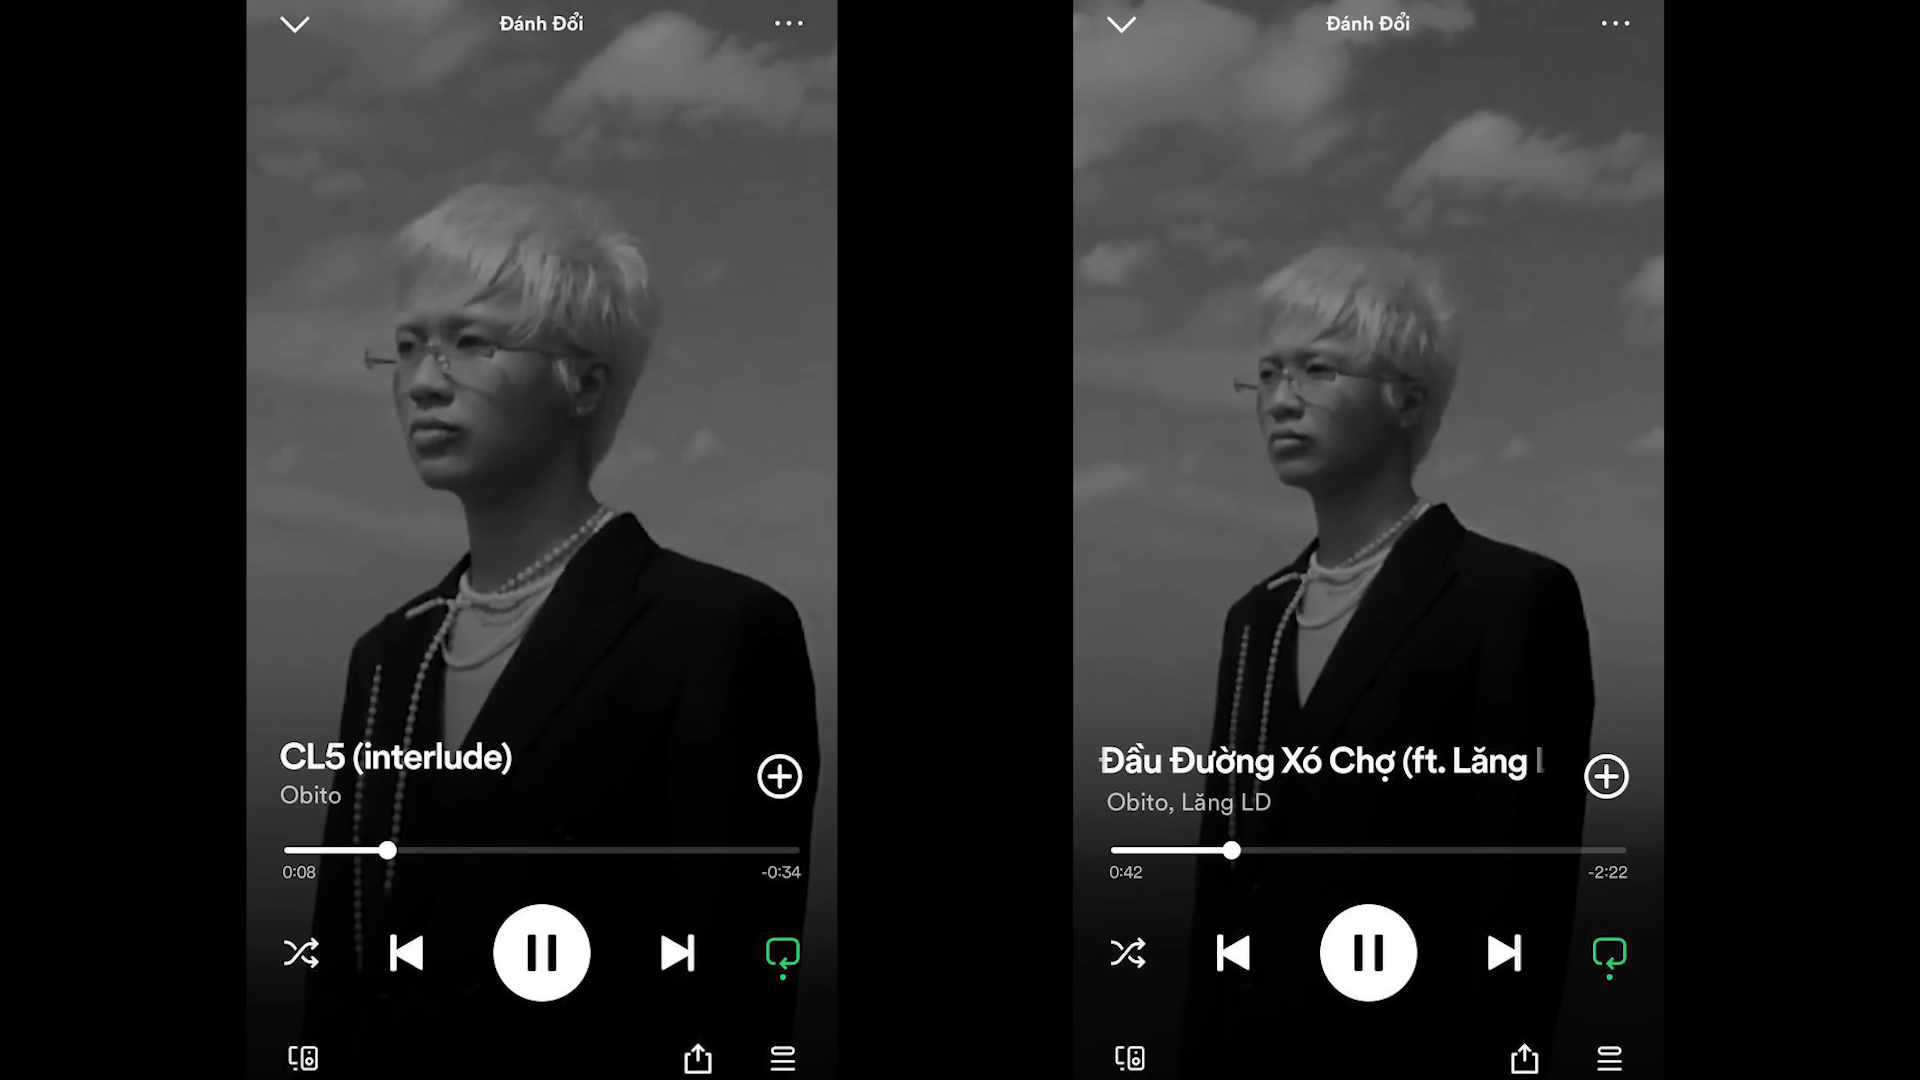 Đánh Đổi
CL5 (interlude)
Obito
0:08
-0:34
Đánh Đổi
Đầu Đường Xó Chợ (ft. Lăng L
Obito, Lăng LD
0:42
-2:22